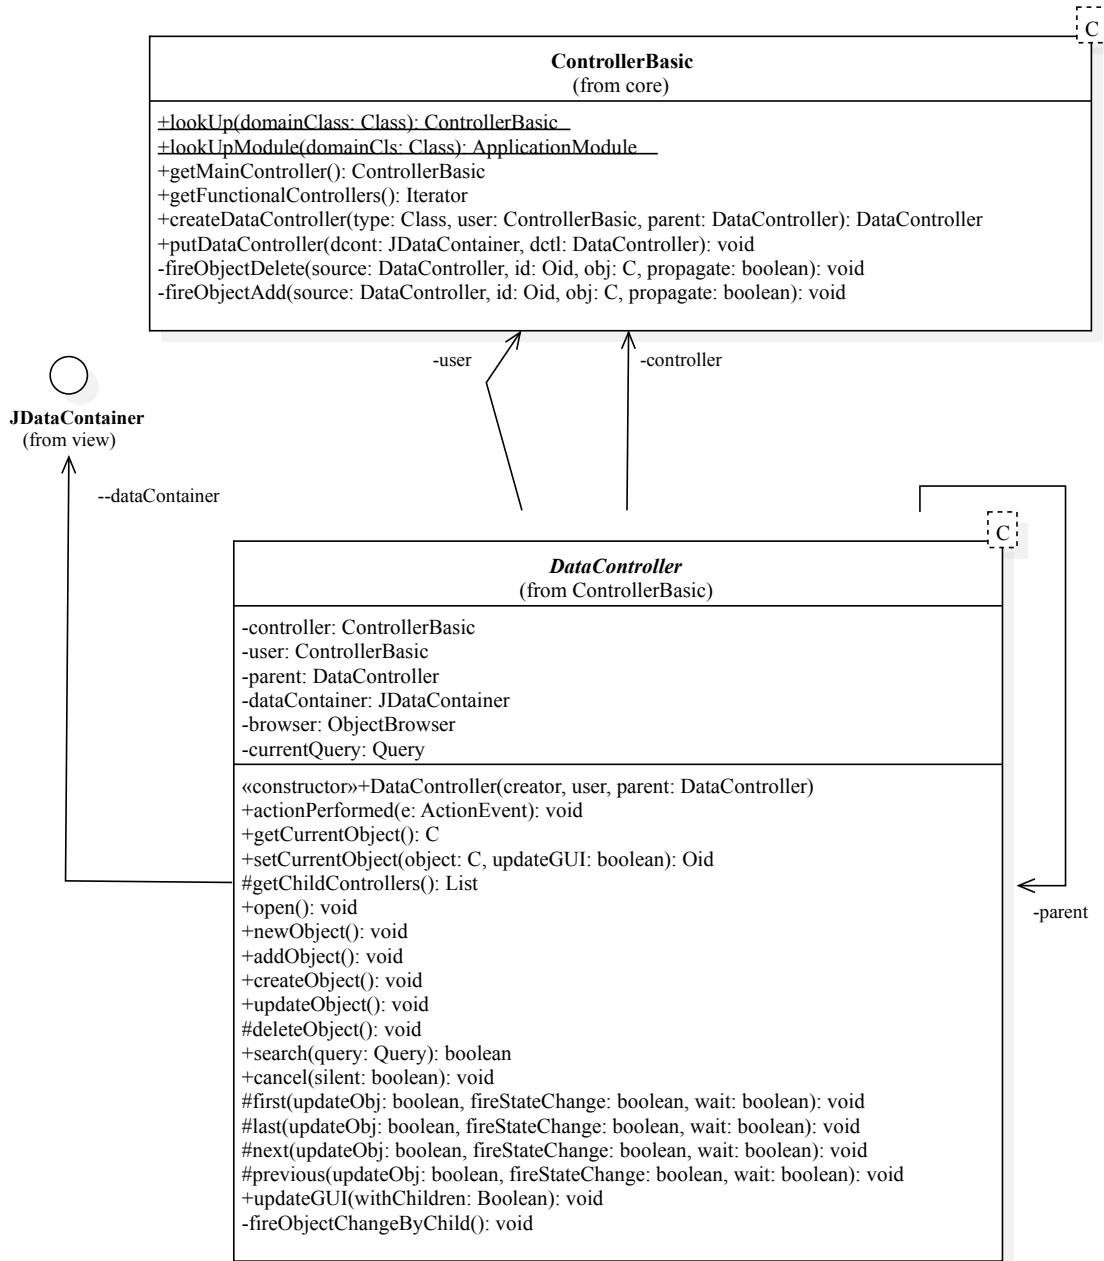 C
ControllerBasic
(from core)
+lookUp(domainClass: Class): ControllerBasic
+lookUpModule(domainCls: Class): ApplicationModule
+getMainController(): ControllerBasic
+getFunctionalControllers(): Iterator
+createDataController(type: Class, user: ControllerBasic, parent: DataController): DataController
+putDataController(dcont: JDataContainer, dctl: DataController): void
-fireObjectDelete(source: DataController, id: Oid, obj: C, propagate: boolean): void
-fireObjectAdd(source: DataController, id: Oid, obj: C, propagate: boolean): void
-user
-controller
JDataContainer
(from view)
--dataContainer
C
DataController
(from ControllerBasic)
-controller: ControllerBasic
-user: ControllerBasic
-parent: DataController
-dataContainer: JDataContainer
-browser: ObjectBrowser
-currentQuery: Query
«constructor»+DataController(creator, user, parent: DataController)
+actionPerformed(e: ActionEvent): void
+getCurrentObject(): C
+setCurrentObject(object: C, updateGUI: boolean): Oid
#getChildControllers(): List
+open(): void
+newObject(): void
+addObject(): void
+createObject(): void
+updateObject(): void
#deleteObject(): void
+search(query: Query): boolean
+cancel(silent: boolean): void
#first(updateObj: boolean, fireStateChange: boolean, wait: boolean): void
#last(updateObj: boolean, fireStateChange: boolean, wait: boolean): void
#next(updateObj: boolean, fireStateChange: boolean, wait: boolean): void
#previous(updateObj: boolean, fireStateChange: boolean, wait: boolean): void
+updateGUI(withChildren: Boolean): void
-fireObjectChangeByChild(): void
-parent